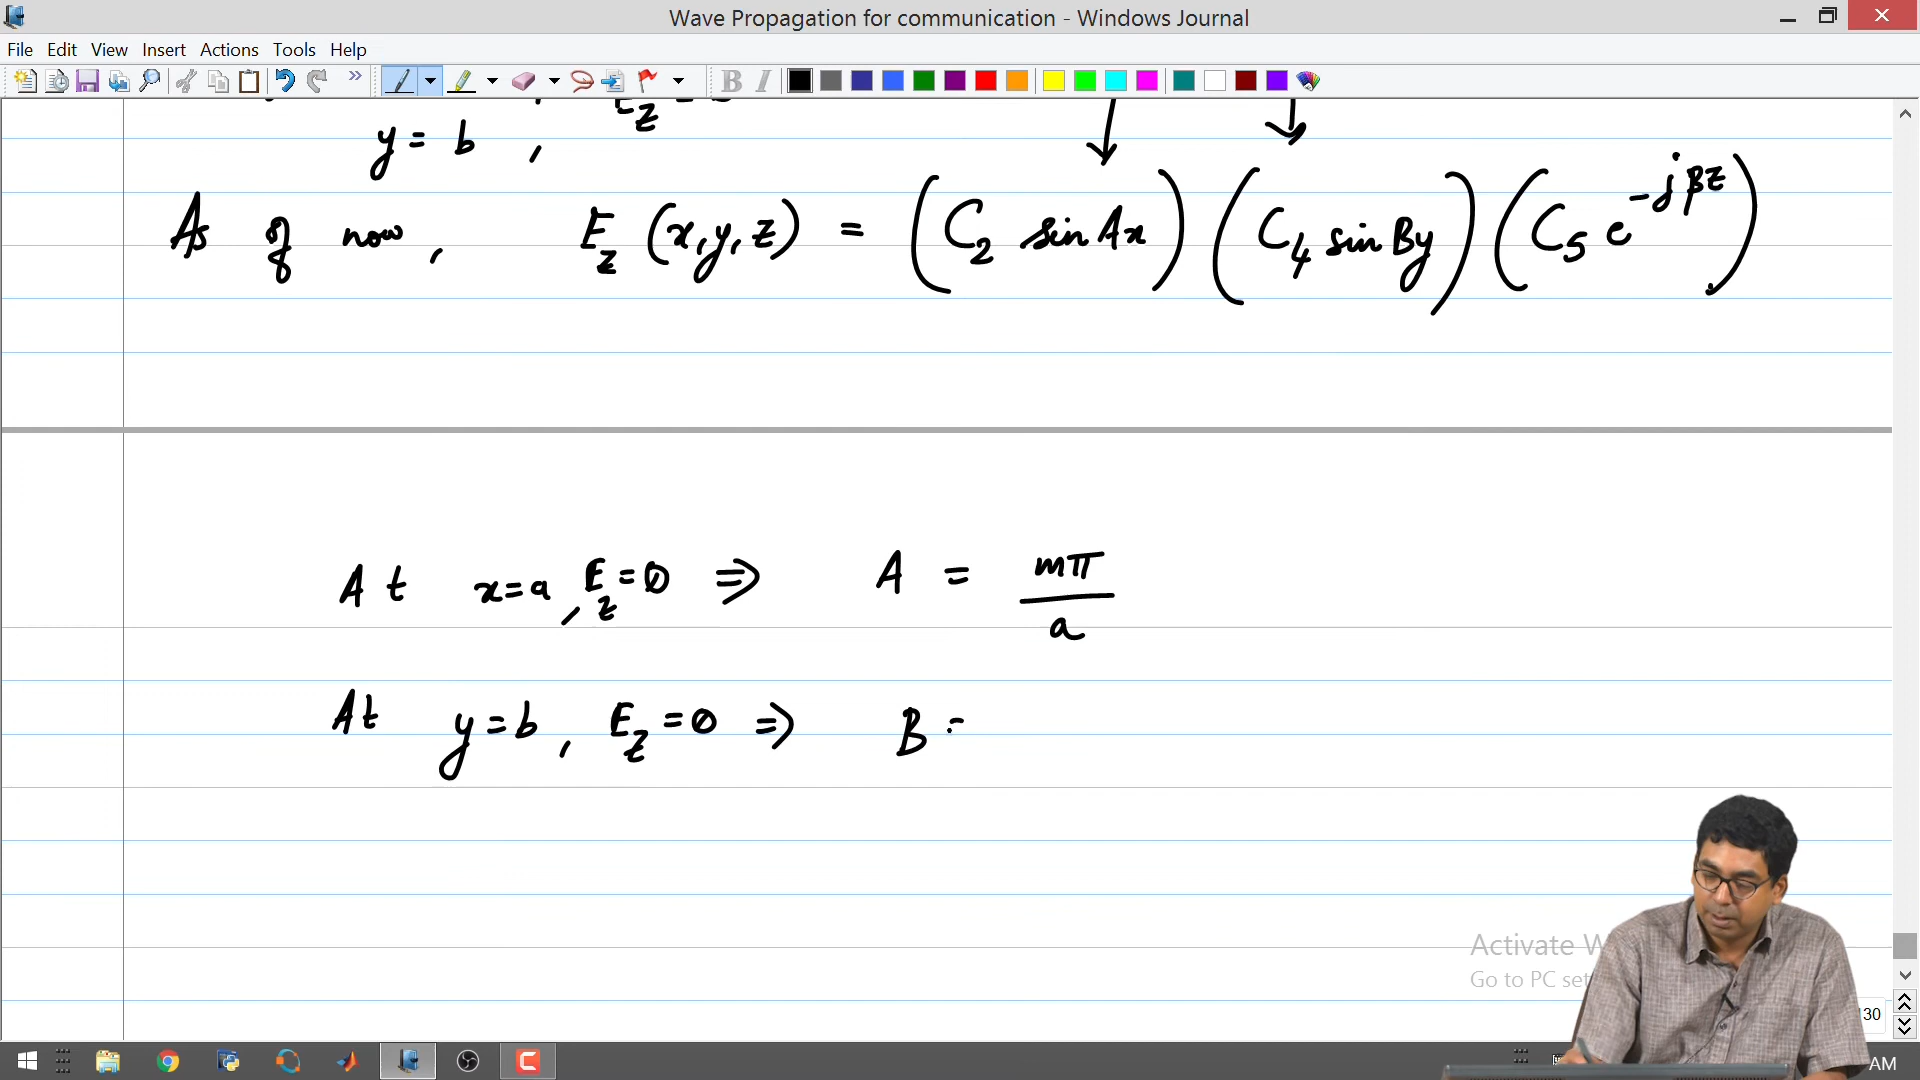 Wave Propagation for communication - Windows Journal
File Edit View Insert Actions Tools Help
B I
y = b ,
As of now, E_z (x,y,z) = (C_2 sin Ax) (C_4 sin By) (C_5 e^{-jβz})
At x=a, E_z=0 ⇒ A = mπ/a
At y=b, E_z=0 ⇒ B =
Activate W
Go to PC set
130
AM